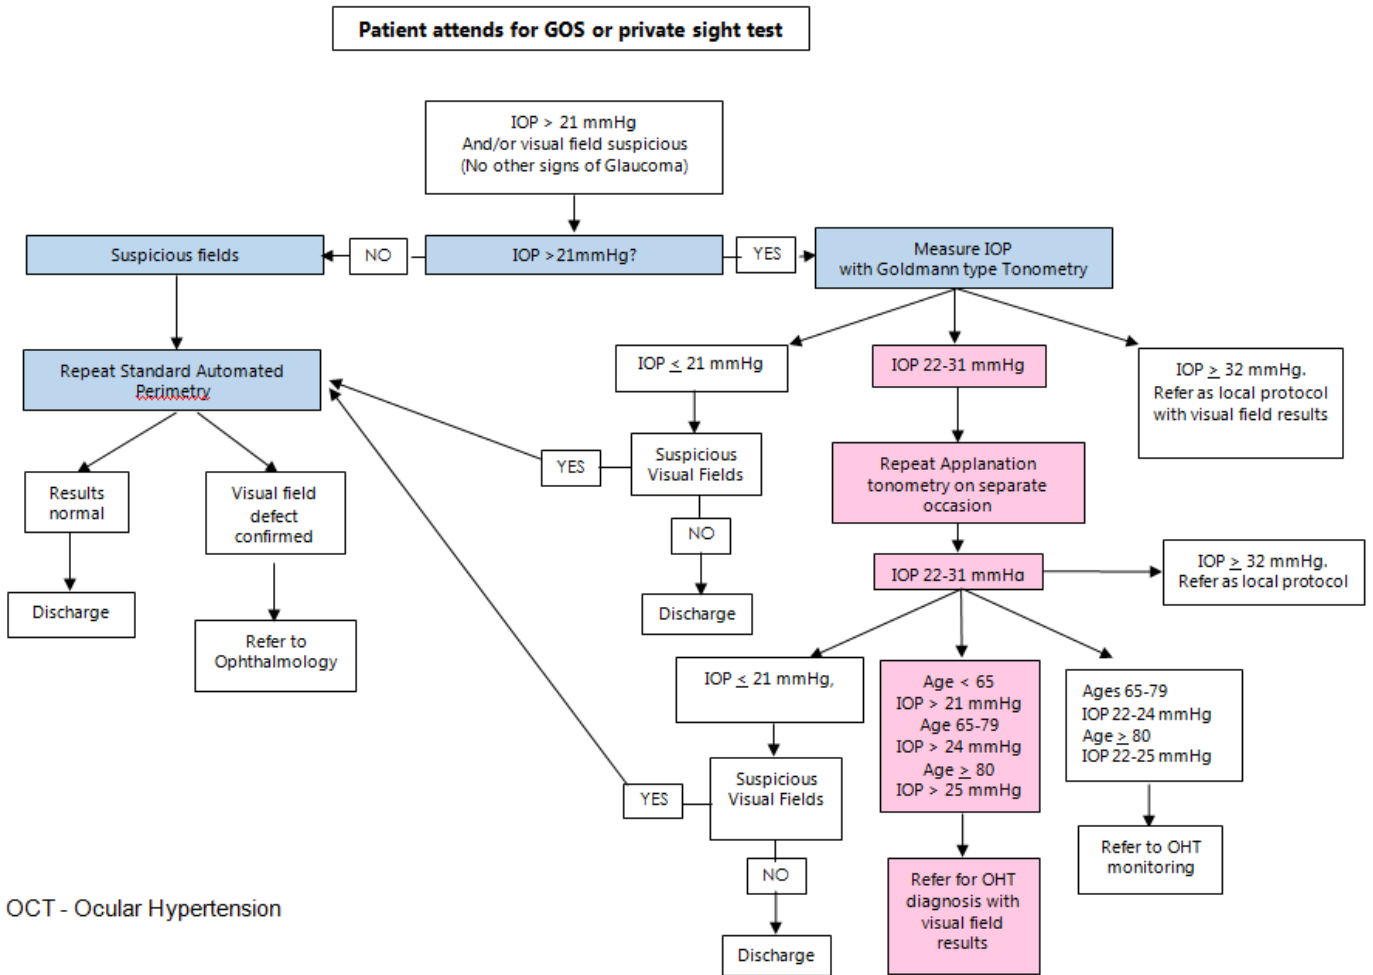 Patient attends for GOS or private sight test
IOP > 21 mmHg
And/or visual field suspicious
(No other signs of Glaucoma)
Suspicious fields
NO
IOP >21mmHg?
YES
Measure IOP
with Goldmann type Tonometry
Repeat Standard Automated
Perimetry
IOP ≤ 21 mmHg
IOP 22-31 mmHg
IOP ≥ 32 mmHg.
Refer as local protocol
with visual field results
Results
normal
Visual field
defect
confirmed
YES
Suspicious
Visual Fields
Repeat Applanation
tonometry on separate
occasion
NO
IOP 22-31 mmHg
IOP ≥ 32 mmHg.
Refer as local protocol
Discharge
Refer to
Ophthalmology
Discharge
IOP ≤ 21 mmHg,
Age < 65
IOP > 21 mmHg
Age 65-79
IOP > 24 mmHg
Age ≥ 80
IOP > 25 mmHg
Ages 65-79
IOP 22-24 mmHg
Age ≥ 80
IOP 22-25 mmHg
YES
Suspicious
Visual Fields
NO
Refer for OHT
diagnosis with
visual field
results
Refer to OHT
monitoring
Discharge
OCT - Ocular Hypertension